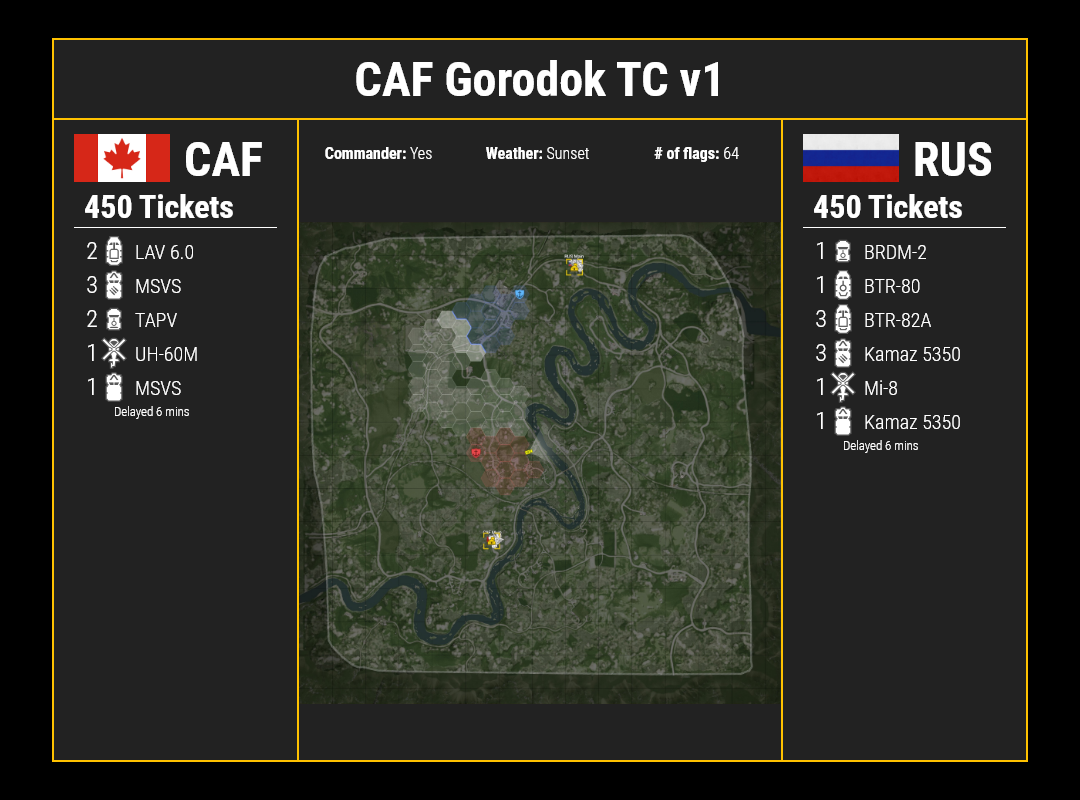 CAF Gorodok TC v1
CAF
450 Tickets
2 LAV 6.0
3 MSVS
2 TAPV
1 UH-60M
1 MSVS
Delayed 6 mins
Commander: Yes
Weather: Sunset
# of flags: 64
RUS
450 Tickets
1 BRDM-2
1 BTR-80
3 BTR-82A
3 Kamaz 5350
1 Mi-8
1 Kamaz 5350
Delayed 6 mins